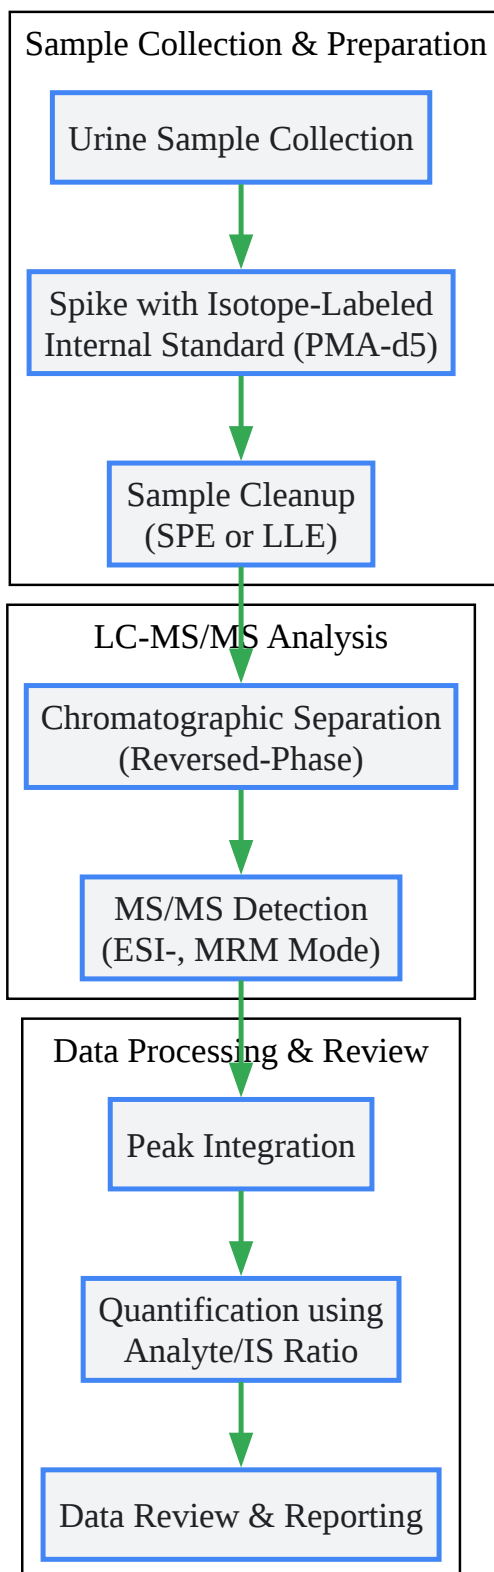 Sample Collection & Preparation
Urine Sample Collection
Spike with Isotope-Labeled
Internal Standard (PMA-d5)
Sample Cleanup
(SPE or LLE)
LC-MS/MS Analysis
Chromatographic Separation
(Reversed-Phase)
MS/MS Detection
(ESI-, MRM Mode)
Data Processing & Review
Peak Integration
Quantification using
Analyte/IS Ratio
Data Review & Reporting